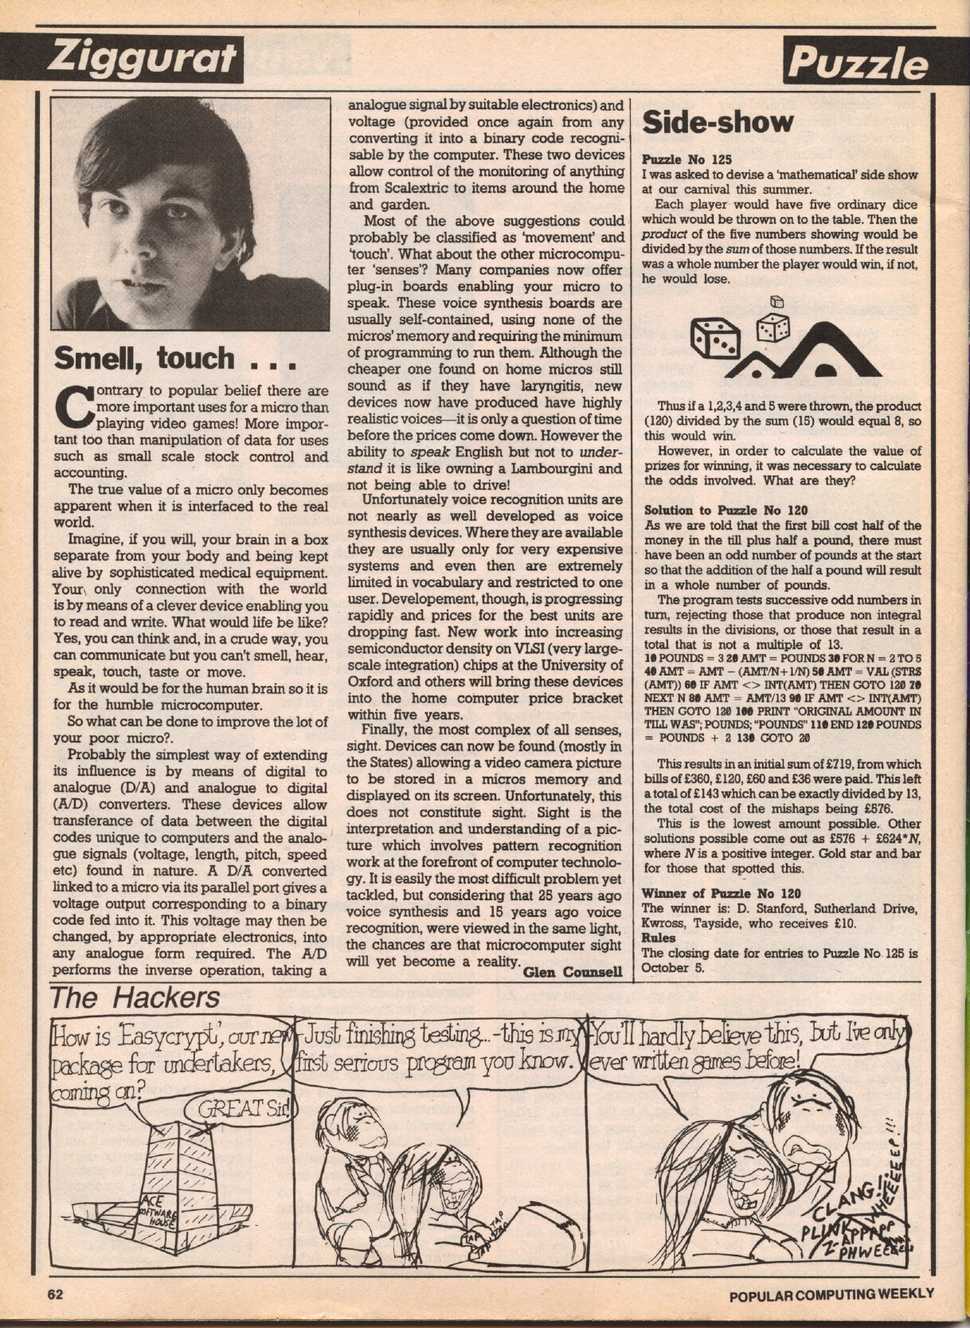 Ziggurat
Puzzle
Smell, touch . . .
Contrary to popular belief there are
more important uses for a micro than
playing video games! More impor-
tant too than manipulation of data for uses
such as small scale stock control and
accounting.
The true value of a micro only becomes
apparent when it is interfaced to the real
world.
Imagine, if you will, your brain in a box
separate from your body and being kept
alive by sophisticated medical equipment.
Your only connection with the world
is by means of a clever device enabling you
to read and write. What would life be like?
Yes, you can think and, in a crude way, you
can communicate but you can't smell, hear,
speak, touch, taste or move.
As it would be for the human brain so it is
for the humble microcomputer.
So what can be done to improve the lot of
your poor micro?.
Probably the simplest way of extending
its influence is by means of digital to
analogue (D/A) and analogue to digital
(A/D) converters. These devices allow
transferance of data between the digital
codes unique to computers and the analo-
gue signals (voltage, length, pitch, speed
etc) found in nature. A D/A converted
linked to a micro via its parallel port gives a
voltage output corresponding to a binary
code fed into it. This voltage may then be
changed, by appropriate electronics, into
any analogue form required. The A/D
performs the inverse operation, taking a
analogue signal by suitable electronics) and
voltage (provided once again from any
converting it into a binary code recogni-
sable by the computer. These two devices
allow control of the monitoring of anything
from Scalextric to items around the home
and garden.
Most of the above suggestions could
probably be classified as 'movement' and
'touch'. What about the other microcompu-
ter 'senses'? Many companies now offer
plug-in boards enabling your micro to
speak. These voice synthesis boards are
usually self-contained, using none of the
micros' memory and requiring the minimum
of programming to run them. Although the
cheaper one found on home micros still
sound as if they have laryngitis, new
devices now have produced have highly
realistic voices—it is only a question of time
before the prices come down. However the
ability to speak English but not to under-
stand it is like owning a Lambourgini and
not being able to drive!
Unfortunately voice recognition units are
not nearly as well developed as voice
synthesis devices. Where they are available
they are usually only for very expensive
systems and even then are extremely
limited in vocabulary and restricted to one
user. Developement, though, is progressing
rapidly and prices for the best units are
dropping fast. New work into increasing
semiconductor density on VLSI (very large-
scale integration) chips at the University of
Oxford and others will bring these devices
into the home computer price bracket
within five years.
Finally, the most complex of all senses,
sight. Devices can now be found (mostly in
the States) allowing a video camera picture
to be stored in a micros memory and
displayed on its screen. Unfortunately, this
does not constitute sight. Sight is the
interpretation and understanding of a pic-
ture which involves pattern recognition
work at the forefront of computer technolo-
gy. It is easily the most difficult problem yet
tackled, but considering that 25 years ago
voice synthesis and 15 years ago voice
recognition, were viewed in the same light,
the chances are that microcomputer sight
will yet become a reality.
Glen Counsell
Side-show
Puzzle No 125
I was asked to devise a 'mathematical' side show
at our carnival this summer.
Each player would have five ordinary dice
which would be thrown on to the table. Then the
product of the five numbers showing would be
divided by the sum of those numbers. If the result
was a whole number the player would win, if not,
he would lose.
Thus if a 1,2,3,4 and 5 were thrown, the product
(120) divided by the sum (15) would equal 8, so
this would win.
However, in order to calculate the value of
prizes for winning, it was necessary to calculate
the odds involved. What are they?
Solution to Puzzle No 120
As we are told that the first bill cost half of the
money in the till plus half a pound, there must
have been an odd number of pounds at the start
so that the addition of the half a pound will result
in a whole number of pounds.
The program tests successive odd numbers in
turn, rejecting those that produce non integral
results in the divisions, or those that result in a
total that is not a multiple of 13.
10 POUNDS = 3 20 AMT = POUNDS 30 FOR N = 2 TO 5
40 AMT = AMT − (AMT/N+1/N) 50 AMT = VAL (STR$
(AMT)) 60 IF AMT <> INT(AMT) THEN GOTO 120 70
NEXT N 80 AMT = AMT/13 90 IF AMT <> INT(AMT)
THEN GOTO 120 100 PRINT "ORIGINAL AMOUNT IN
TILL WAS"; POUNDS; "POUNDS" 110 END 120 POUNDS
= POUNDS + 2 130 GOTO 20
This results in an initial sum of £719, from which
bills of £360, £120, £60 and £36 were paid. This left
a total of £143 which can be exactly divided by 13,
the total cost of the mishaps being £576.
This is the lowest amount possible. Other
solutions possible come out as £576 + £624*N,
where N is a positive integer. Gold star and bar
for those that spotted this.
Winner of Puzzle No 120
The winner is: D. Stanford, Sutherland Drive,
Kwross, Tayside, who receives £10.
Rules
The closing date for entries to Puzzle No 125 is
October 5.
The Hackers
How is 'Easycrypt', our new
package for undertakers,
coming on?
GREAT Sir!
ACE
SOFTWARE
HOUSE
Just finishing testing...-this is my
first serious program you know.
TAP
TAP
TAP
TAP
You'll hardly believe this, but I've only
ever written games before!
CLANG!!
WHEEEEEP!!!
PLINK
Z-APPAPP
PHWEEEEE
62
POPULAR COMPUTING WEEKLY